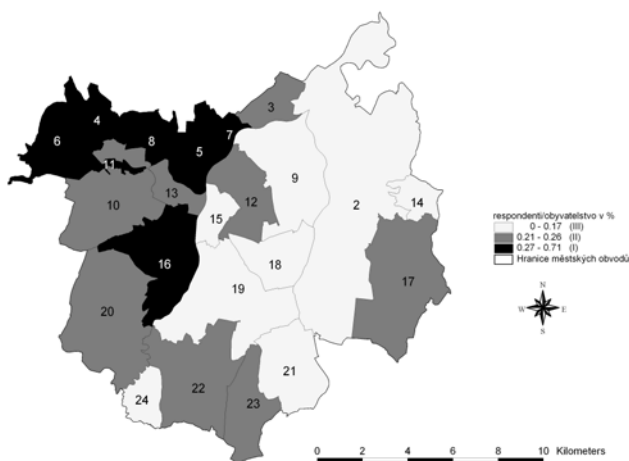 3
4
7
6
8
5
11
9
12
13
10
2
14
15
16
18
17
19
20
21
22
24
23
respondenti/obyvatelstvo v %
0 - 0.17 (III)
0.21 - 0.26 (II)
0.27 - 0.71 (I)
Hranice městských obvodů
N
W E
S
0 2 4 6 8 10 Kilometers